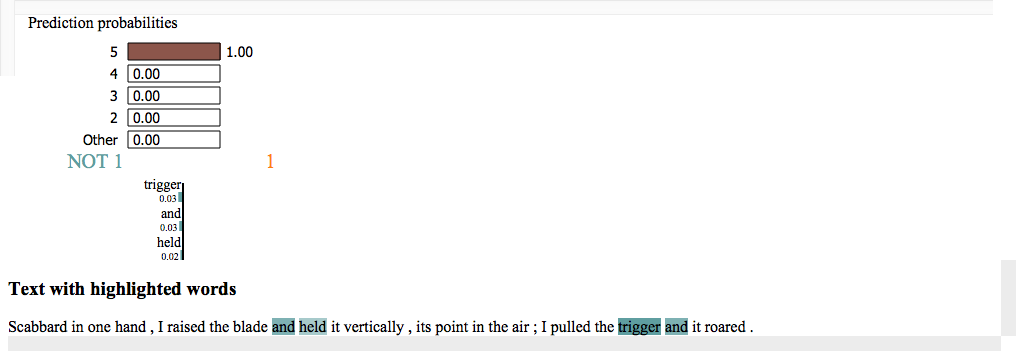 Prediction probabilities
5 1.00
4 0.00
3 0.00
2 0.00
Other 0.00
NOT 1 1
trigger
0.03
and
0.03
held
0.02
Text with highlighted words
Scabbard in one hand , I raised the blade and held it vertically , its point in the air ; I pulled the trigger and it roared .